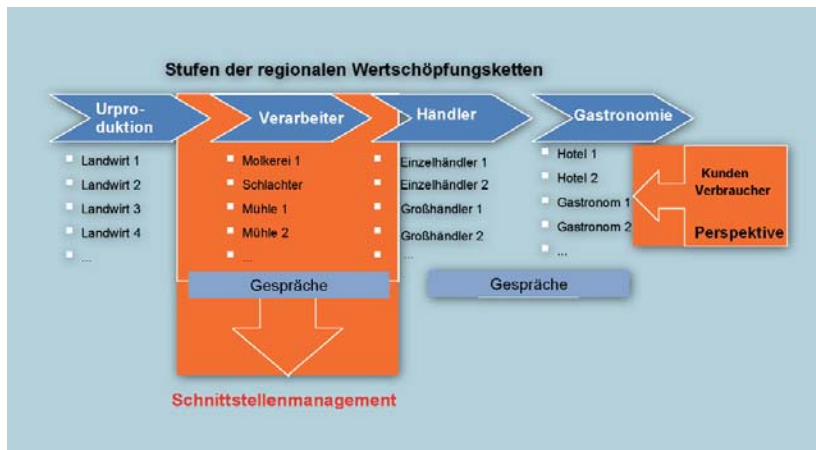 Stufen der regionalen Wertschöpfungsketten
Urpro-
duktion
Landwirt 1
Landwirt 2
Landwirt 3
Landwirt 4
...
Verarbeiter
Molkerei 1
Schlachter
Mühle 1
Mühle 2
...
Händler
Einzelhändler 1
Einzelhändler 2
Großhändler 1
Großhändler 2
...
Gastronomie
Hotel 1
Hotel 2
Gastronom 1
Gastronom 2
...
Kunden
Verbraucher
Perspektive
Gespräche
Gespräche
Schnittstellenmanagement